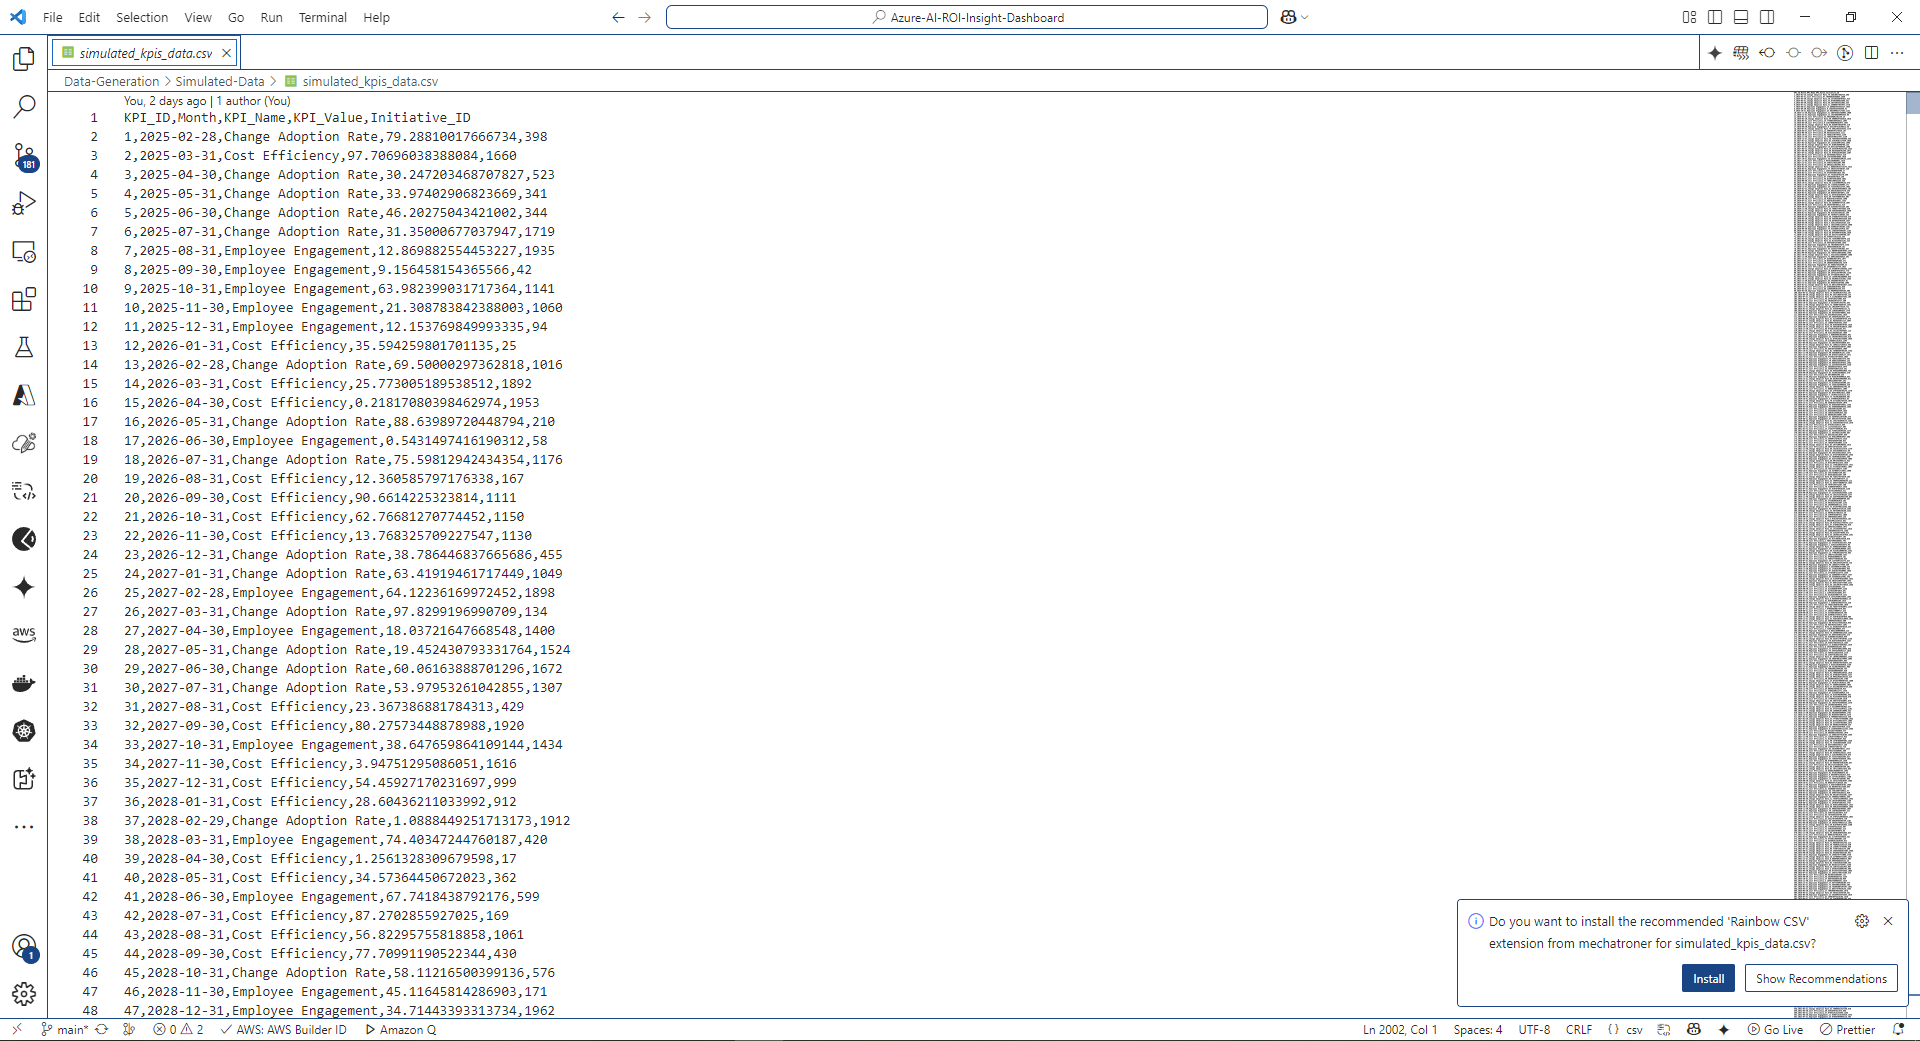 File Edit Selection View Go Run Terminal Help
Azure-AI-ROI-Insight-Dashboard
simulated_kpis_data.csv
Data-Generation > Simulated-Data > simulated_kpis_data.csv
You, 2 days ago | 1 author (You)
1 KPI_ID,Month,KPI_Name,KPI_Value,Initiative_ID
2 1,2025-02-28,Change Adoption Rate,79.28810017666734,398
3 2,2025-03-31,Cost Efficiency,97.70696038388084,1660
4 3,2025-04-30,Change Adoption Rate,30.247203468707827,523
5 4,2025-05-31,Change Adoption Rate,33.97402906823669,341
6 5,2025-06-30,Change Adoption Rate,46.20275043421002,344
7 6,2025-07-31,Change Adoption Rate,31.35000677037947,1719
8 7,2025-08-31,Employee Engagement,12.869882554453227,1935
9 8,2025-09-30,Employee Engagement,9.156458154365566,42
10 9,2025-10-31,Employee Engagement,63.982399031717364,1141
11 10,2025-11-30,Employee Engagement,21.308783842388003,1060
12 11,2025-12-31,Employee Engagement,12.153769849993335,94
13 12,2026-01-31,Cost Efficiency,35.594259801701135,25
14 13,2026-02-28,Change Adoption Rate,69.50000297362818,1016
15 14,2026-03-31,Cost Efficiency,25.773005189538512,1892
16 15,2026-04-30,Cost Efficiency,0.21817080398462974,1953
17 16,2026-05-31,Change Adoption Rate,88.63989720448794,210
18 17,2026-06-30,Employee Engagement,0.5431497416190312,58
19 18,2026-07-31,Change Adoption Rate,75.59812942434354,1176
20 19,2026-08-31,Cost Efficiency,12.360585797176338,167
21 20,2026-09-30,Cost Efficiency,90.6614225323814,1111
22 21,2026-10-31,Cost Efficiency,62.76681270774452,1150
23 22,2026-11-30,Cost Efficiency,13.768325709227547,1130
24 23,2026-12-31,Change Adoption Rate,38.786446837665686,455
25 24,2027-01-31,Change Adoption Rate,63.41919461717449,1049
26 25,2027-02-28,Employee Engagement,64.12236169972452,1898
27 26,2027-03-31,Change Adoption Rate,97.8299196990709,134
28 27,2027-04-30,Employee Engagement,18.03721647668548,1400
29 28,2027-05-31,Change Adoption Rate,19.452430793331764,1524
30 29,2027-06-30,Change Adoption Rate,60.06163888701296,1672
31 30,2027-07-31,Change Adoption Rate,53.97953261042855,1307
32 31,2027-08-31,Cost Efficiency,23.367386881784313,429
33 32,2027-09-30,Cost Efficiency,80.27573448878988,1920
34 33,2027-10-31,Employee Engagement,38.647659864109144,1434
35 34,2027-11-30,Cost Efficiency,3.94751295086051,1616
36 35,2027-12-31,Cost Efficiency,54.45927170231697,999
37 36,2028-01-31,Cost Efficiency,28.60436211033992,912
38 37,2028-02-29,Change Adoption Rate,1.0888449251713173,1912
39 38,2028-03-31,Employee Engagement,74.40347244760187,420
40 39,2028-04-30,Cost Efficiency,1.2561328309679598,17
41 40,2028-05-31,Cost Efficiency,34.57364450672023,362
42 41,2028-06-30,Employee Engagement,67.7418438792176,599
43 42,2028-07-31,Cost Efficiency,87.2702855927025,169
44 43,2028-08-31,Cost Efficiency,56.82295755818858,1061
45 44,2028-09-30,Cost Efficiency,77.70991190522344,430
46 45,2028-10-31,Change Adoption Rate,58.11216500399136,576
47 46,2028-11-30,Employee Engagement,45.11645814286903,171
48 47,2028-12-31,Employee Engagement,34.71443393313734,1962
181
aws
1
Do you want to install the recommended 'Rainbow CSV'
extension from mechatroner for simulated_kpis_data.csv?
Install Show Recommendations
main* 0 2 AWS: AWS Builder ID Amazon Q Ln 2002, Col 1 Spaces: 4 UTF-8 CRLF {} csv Go Live Prettier